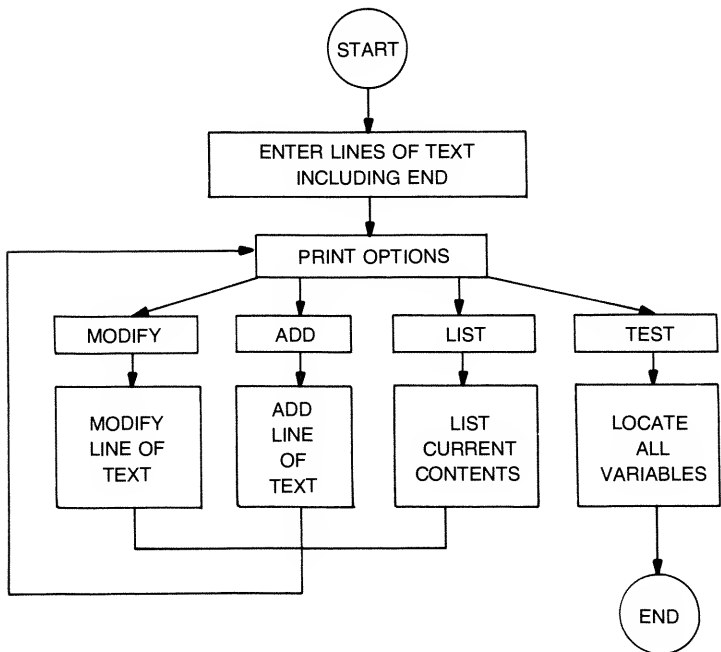 START
ENTER LINES OF TEXT
INCLUDING END
PRINT OPTIONS
MODIFY
ADD
LIST
TEST
MODIFY
LINE OF
TEXT
ADD
LINE
OF
TEXT
LIST
CURRENT
CONTENTS
LOCATE
ALL
VARIABLES
END